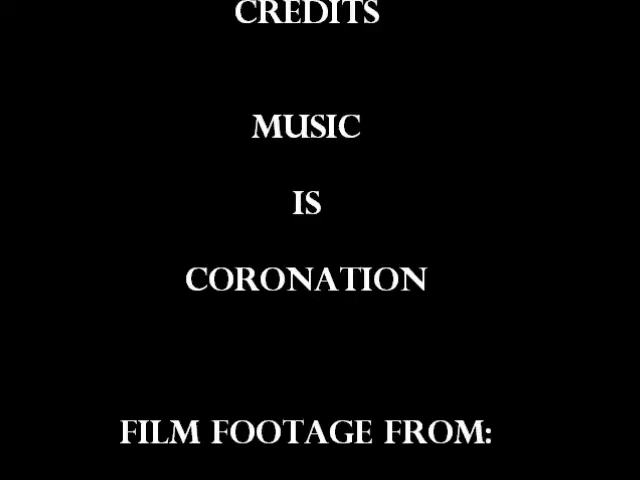 CREDITS
MUSIC
IS
CORONATION
FILM FOOTAGE FROM: